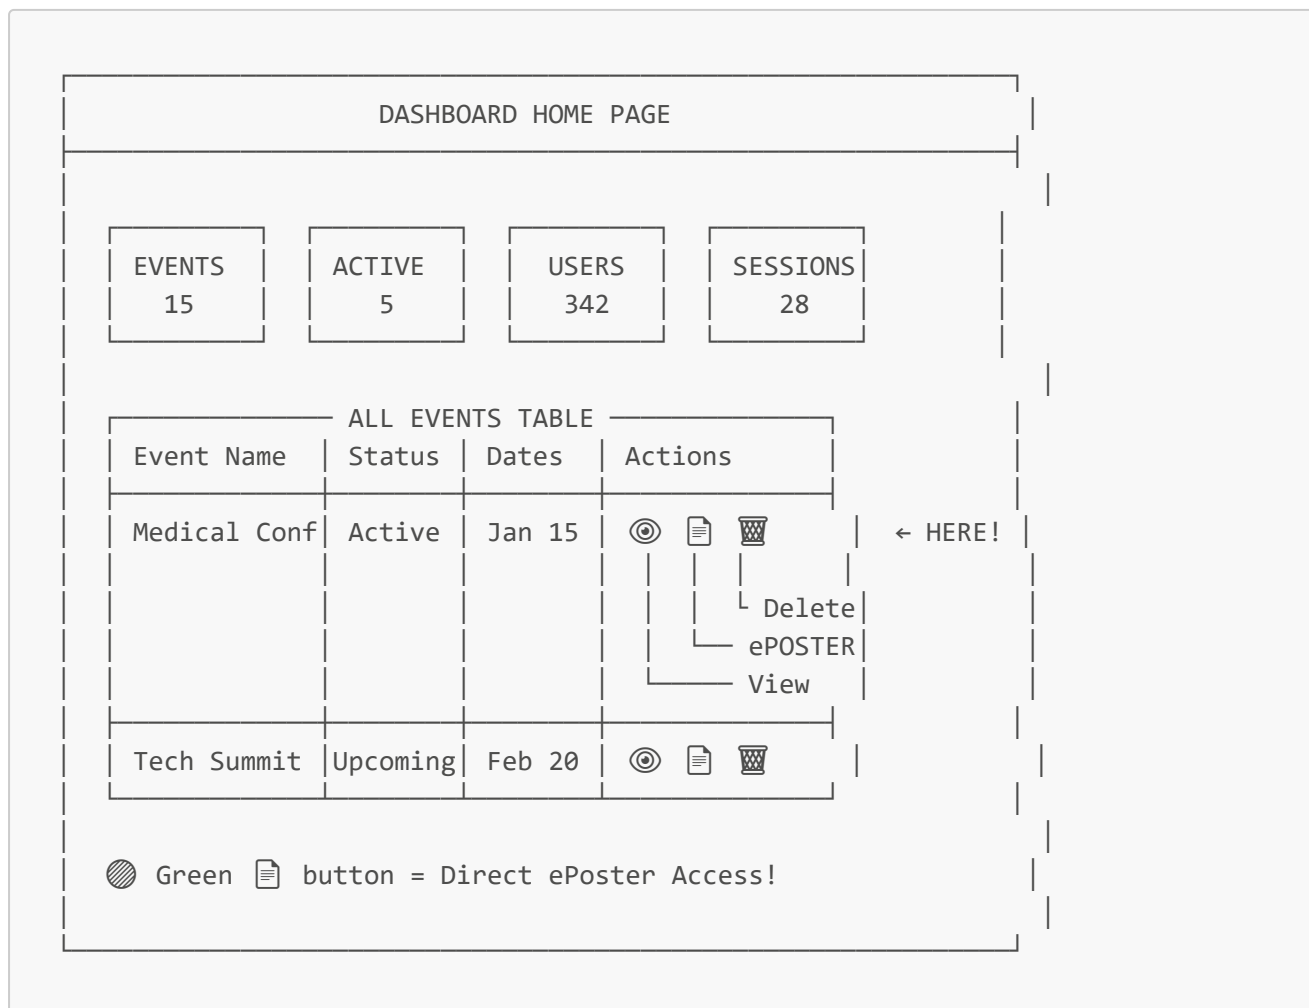 DASHBOARD HOME PAGE
EVENTS ACTIVE USERS SESSIONS
15 5 342 28
ALL EVENTS TABLE
Event Name Status Dates Actions
Medical Conf Active Jan 15 👁 📄 🗑 ← HERE!
Delete
ePOSTER
View
Tech Summit Upcoming Feb 20 👁 📄 🗑
Green 📄 button = Direct ePoster Access!